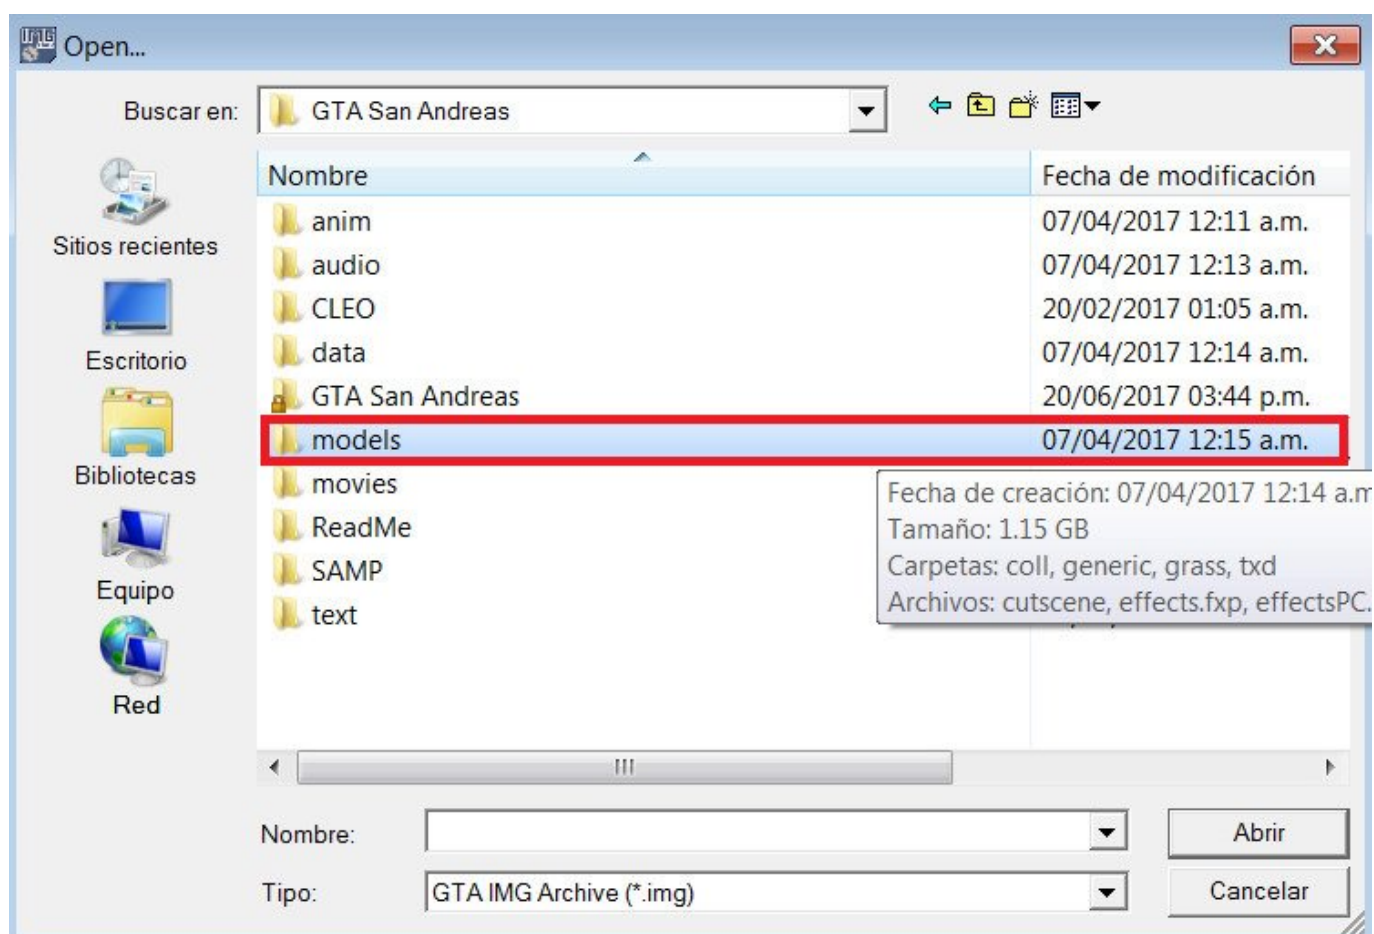 Open...
Buscar en: GTA San Andreas
Nombre Fecha de modificación
anim 07/04/2017 12:11 a.m.
audio 07/04/2017 12:13 a.m.
CLEO 20/02/2017 01:05 a.m.
data 07/04/2017 12:14 a.m.
GTA San Andreas 20/06/2017 03:44 p.m.
models 07/04/2017 12:15 a.m.
movies
ReadMe
SAMP
text
Fecha de creación: 07/04/2017 12:14 a.m
Tamaño: 1.15 GB
Carpetas: coll, generic, grass, txd
Archivos: cutscene, effects.fxp, effectsPC.
Sitios recientes
Escritorio
Bibliotecas
Equipo
Red
Nombre: Abrir
Tipo: GTA IMG Archive (*.img) Cancelar